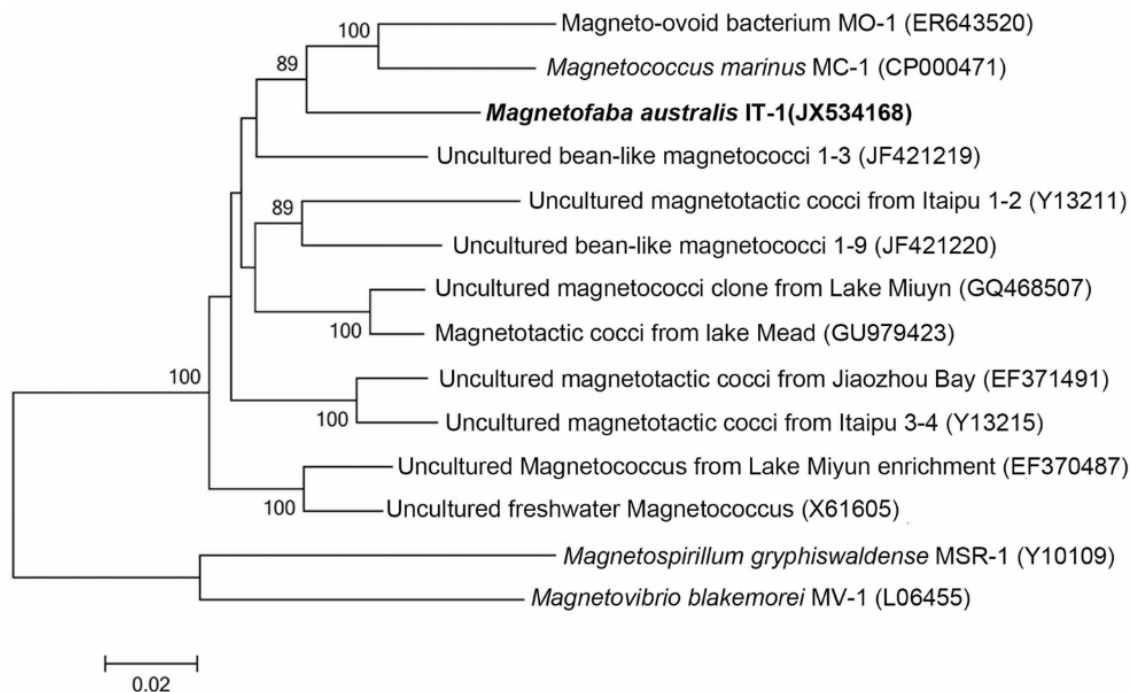 100
Magneto-ovoid bacterium MO-1 (ER643520)
89
Magnetococcus marinus MC-1 (CP000471)
Magnetofaba australis IT-1(JX534168)
Uncultured bean-like magnetococci 1-3 (JF421219)
89
Uncultured magnetotactic cocci from Itaipu 1-2 (Y13211)
Uncultured bean-like magnetococci 1-9 (JF421220)
Uncultured magnetococci clone from Lake Miuyn (GQ468507)
100
Magnetotactic cocci from lake Mead (GU979423)
100
Uncultured magnetotactic cocci from Jiaozhou Bay (EF371491)
100
Uncultured magnetotactic cocci from Itaipu 3-4 (Y13215)
Uncultured Magnetococcus from Lake Miyun enrichment (EF370487)
100
Uncultured freshwater Magnetococcus (X61605)
Magnetospirillum gryphiswaldense MSR-1 (Y10109)
Magnetovibrio blakemorei MV-1 (L06455)
0.02